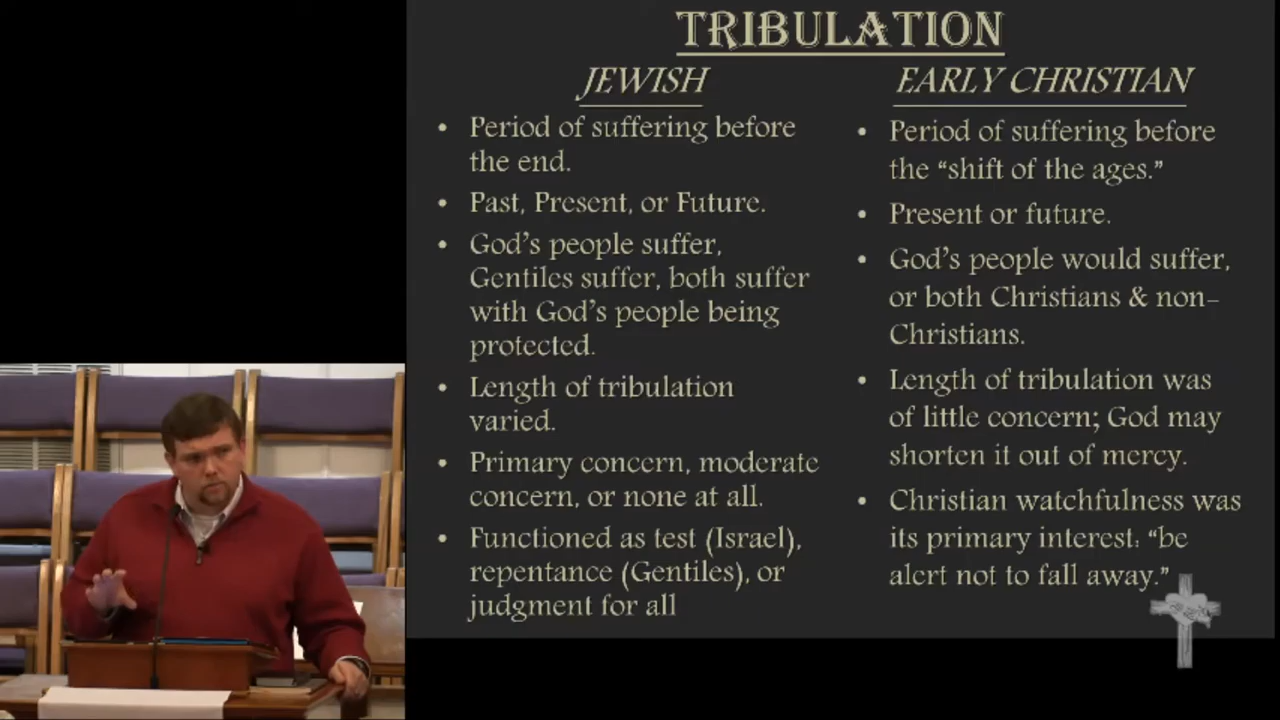 TRIBULATION
JEWISH
• Period of suffering before
the end.
• Past, Present, or Future.
• God's people suffer,
Gentiles suffer, both suffer
with God's people being
protected.
• Length of tribulation
varied.
• Primary concern, moderate
concern, or none at all.
• Functioned as test (Israel),
repentance (Gentiles), or
judgment for all
EARLY CHRISTIAN
• Period of suffering before
the “shift of the ages.”
• Present or future.
• God's people would suffer,
or both Christians & non-
Christians.
• Length of tribulation was
of little concern; God may
shorten it out of mercy.
• Christian watchfulness was
its primary interest: “be
alert not to fall away.”